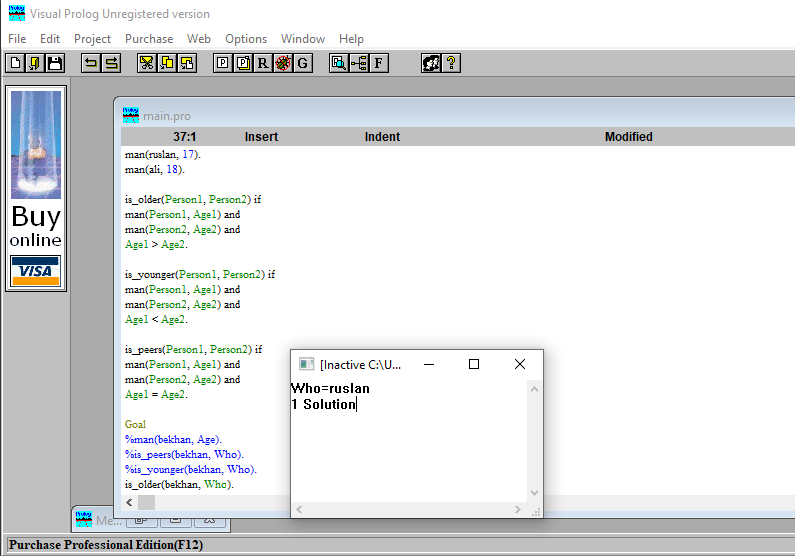 Visual Prolog Unregistered version
File Edit Project Purchase Web Options Window Help
P P R G F ?
Prolog main.pro
37:1 Insert Indent Modified
man(ruslan, 17).
man(ali, 18).
is_older(Person1, Person2) if
man(Person1, Age1) and
man(Person2, Age2) and
Age1 > Age2.
is_younger(Person1, Person2) if
man(Person1, Age1) and
man(Person2, Age2) and
Age1 < Age2.
is_peers(Person1, Person2) if
man(Person1, Age1) and
man(Person2, Age2) and
Age1 = Age2.
Goal
%man(bekhan, Age).
%is_peers(bekhan, Who).
%is_younger(bekhan, Who).
is_older(bekhan, Who).
Buy
online
VISA
[Inactive C:\U...
Who=ruslan
1 Solution
Me...
Purchase Professional Edition(F12)